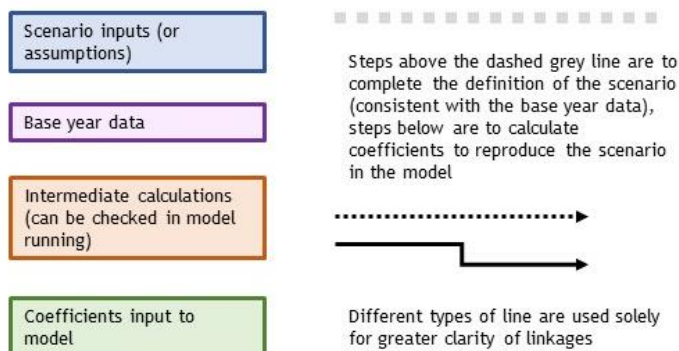 Scenario inputs (or
assumptions)
Base year data
Intermediate calculations
(can be checked in model
running)
Coefficients input to
model
Steps above the dashed grey line are to
complete the definition of the scenario
(consistent with the base year data),
steps below are to calculate
coefficients to reproduce the scenario
in the model
Different types of line are used solely
for greater clarity of linkages